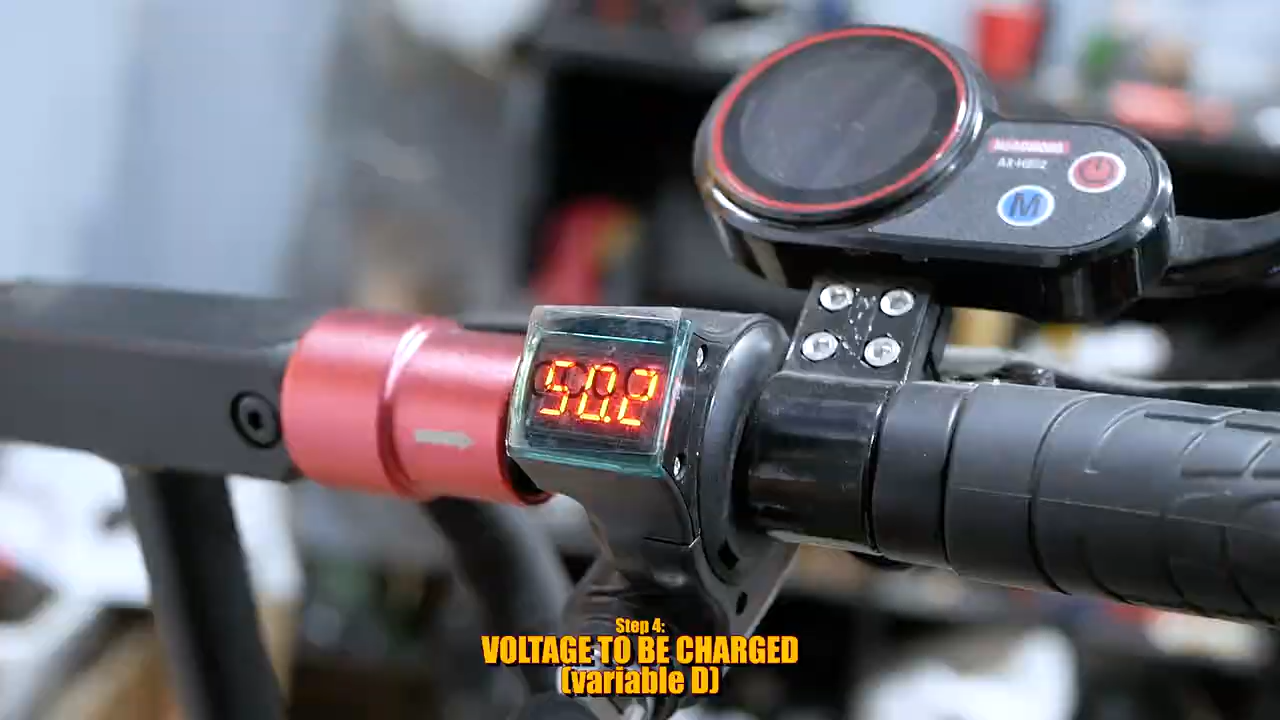 M
50.2
Step 4:
VOLTAGE TO BE CHARGED
(variable D)